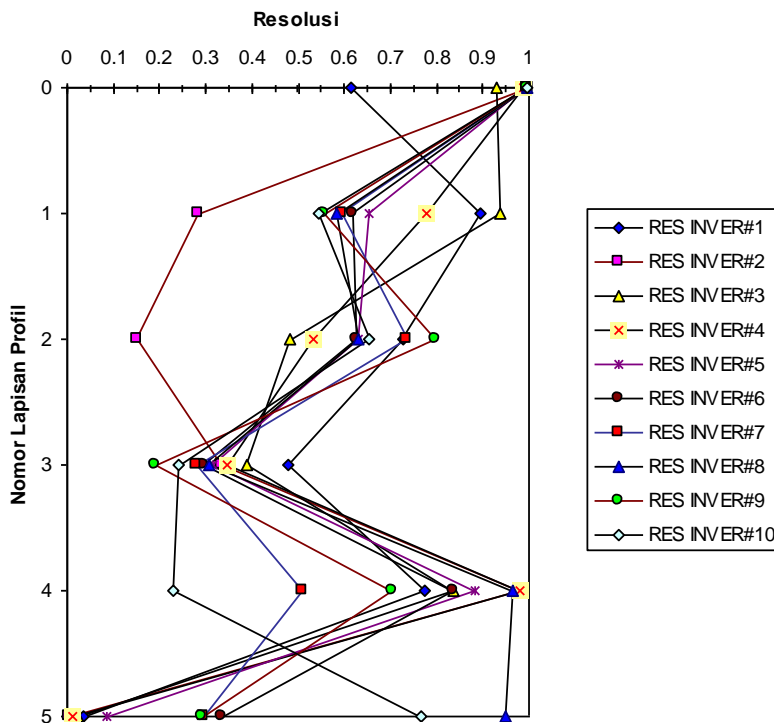 Resolusi
0 0.1 0.2 0.3 0.4 0.5 0.6 0.7 0.8 0.9 1
0
1
2
3
4
5
Nomor Lapisan Profil
RES INVER#1
RES INVER#2
RES INVER#3
RES INVER#4
RES INVER#5
RES INVER#6
RES INVER#7
RES INVER#8
RES INVER#9
RES INVER#10